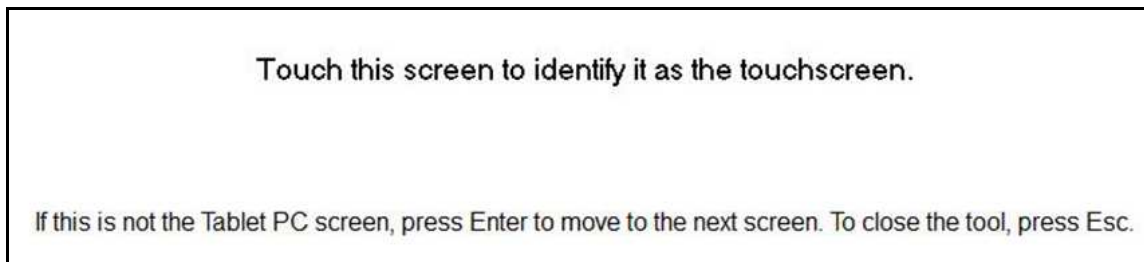 Touch this screen to identify it as the touchscreen.
If this is not the Tablet PC screen, press Enter to move to the next screen. To close the tool, press Esc.